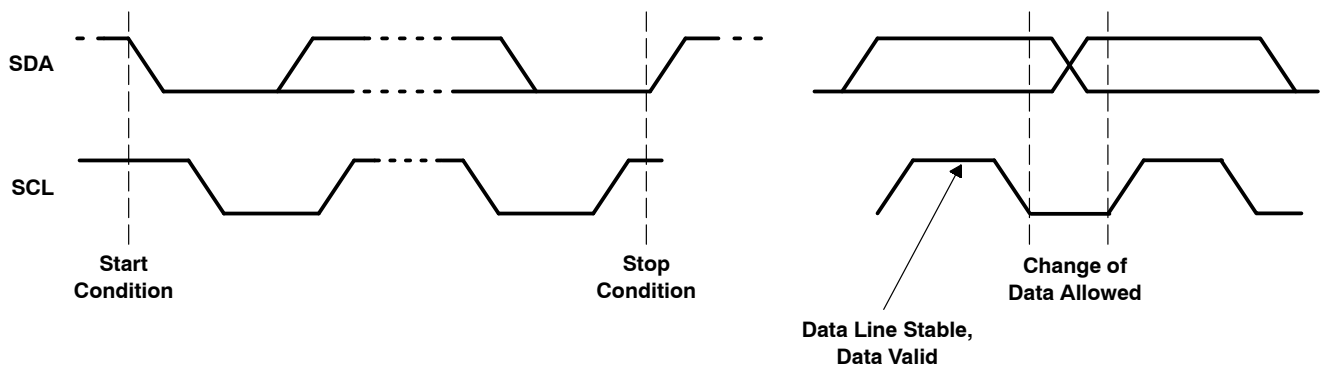 SDA
SCL
Start
Condition
Stop
Condition
Change of
Data Allowed
Data Line Stable,
Data Valid